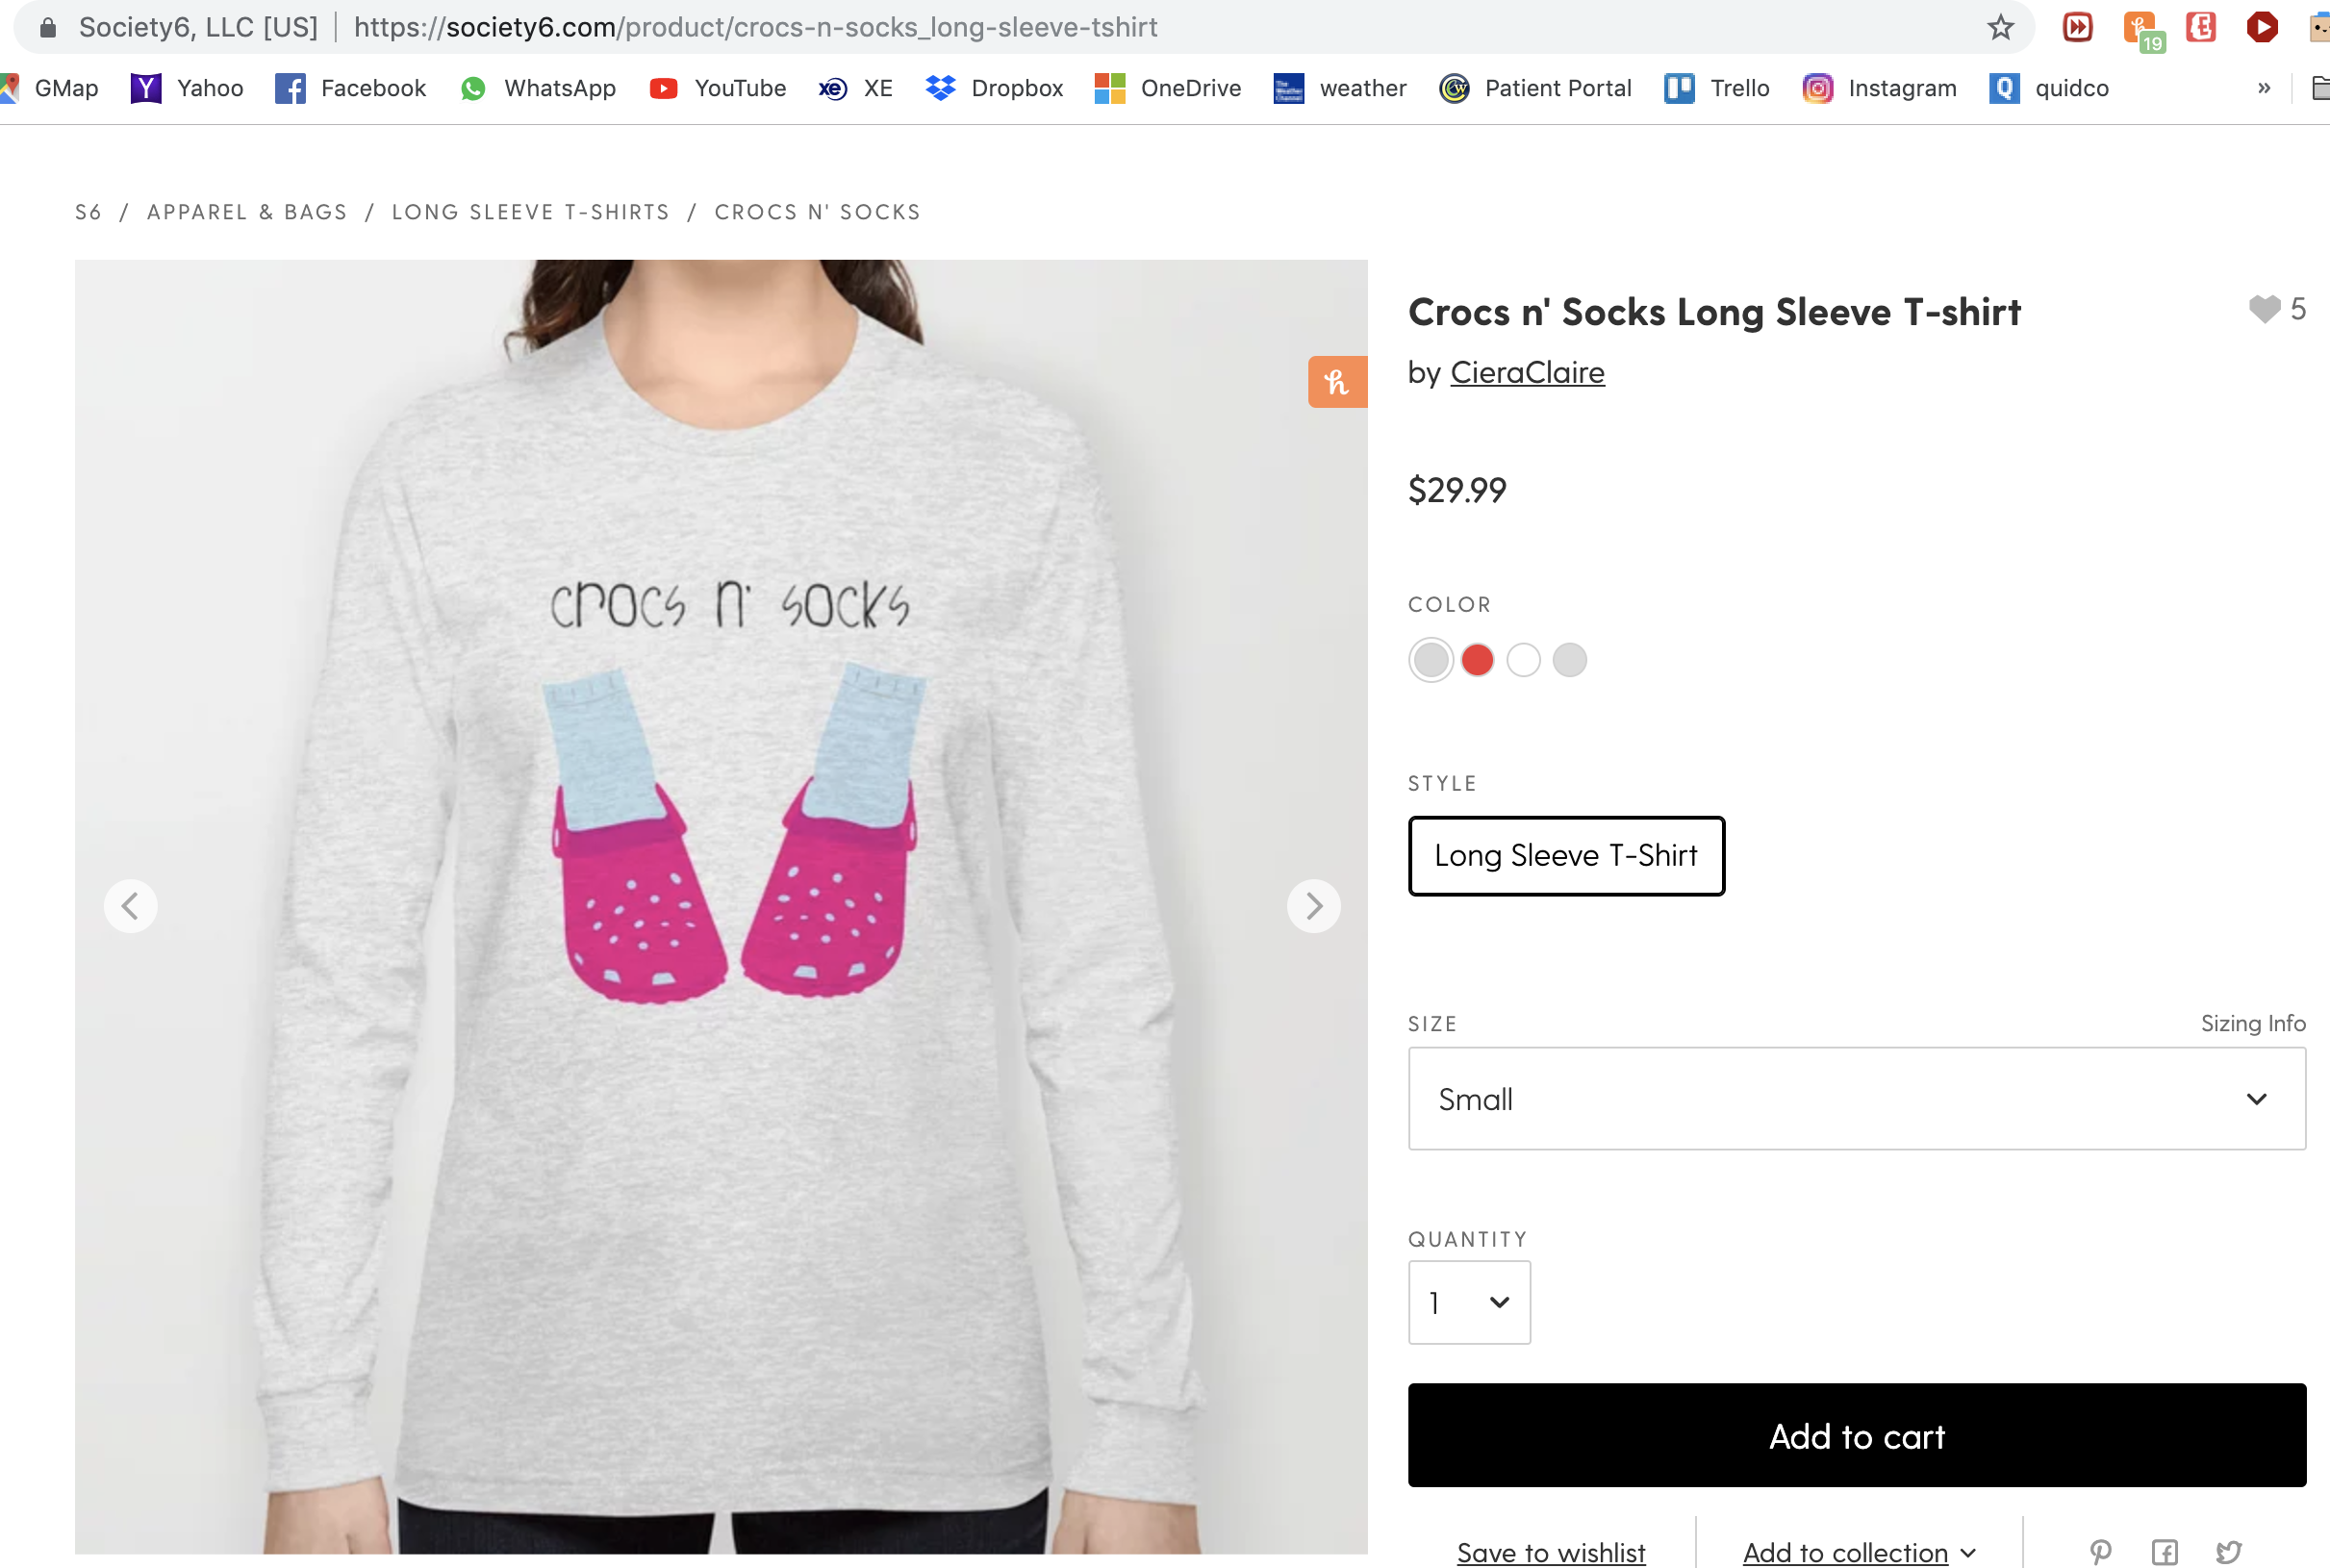 Society6, LLC [US] https://society6.com/product/crocs-n-socks_long-sleeve-tshirt
19
GMap Yahoo Facebook WhatsApp YouTube XE Dropbox OneDrive weather Patient Portal Trello Instagram quidco »
S6 / APPAREL & BAGS / LONG SLEEVE T-SHIRTS / CROCS N' SOCKS
crocs n' socks
Crocs n' Socks Long Sleeve T-shirt
5
by CieraClaire
$29.99
COLOR
STYLE
Long Sleeve T-Shirt
SIZE Sizing Info
Small
QUANTITY
1
Add to cart
Save to wishlist Add to collection